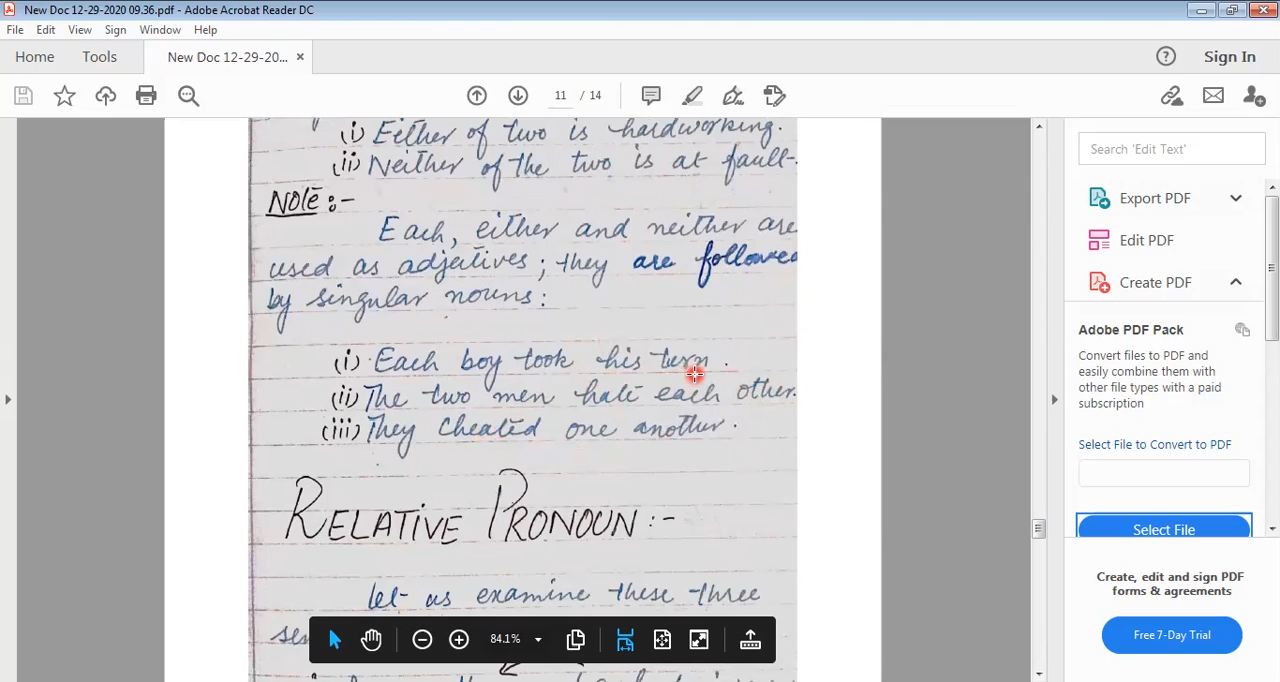 New Doc 12-29-2020 09.36.pdf - Adobe Acrobat Reader DC
File Edit View Sign Window Help
Home Tools New Doc 12-29-20... × Sign In
11 / 14
(i) Either of two is hardworking.
(ii) Neither of the two is at fault.
NOTE :-
Each, either and neither are
used as adjectives ; they are followed
by singular nouns :
(i) Each boy took his turn .
(ii) The two men hate each other.
(iii) They cheated one another .
RELATIVE PRONOUN :-
let us examine these three
84.1%
Search 'Edit Text'
Export PDF
Edit PDF
Create PDF
Adobe PDF Pack
Convert files to PDF and
easily combine them with
other file types with a paid
subscription
Select File to Convert to PDF
Select File
Create, edit and sign PDF
forms & agreements
Free 7-Day Trial